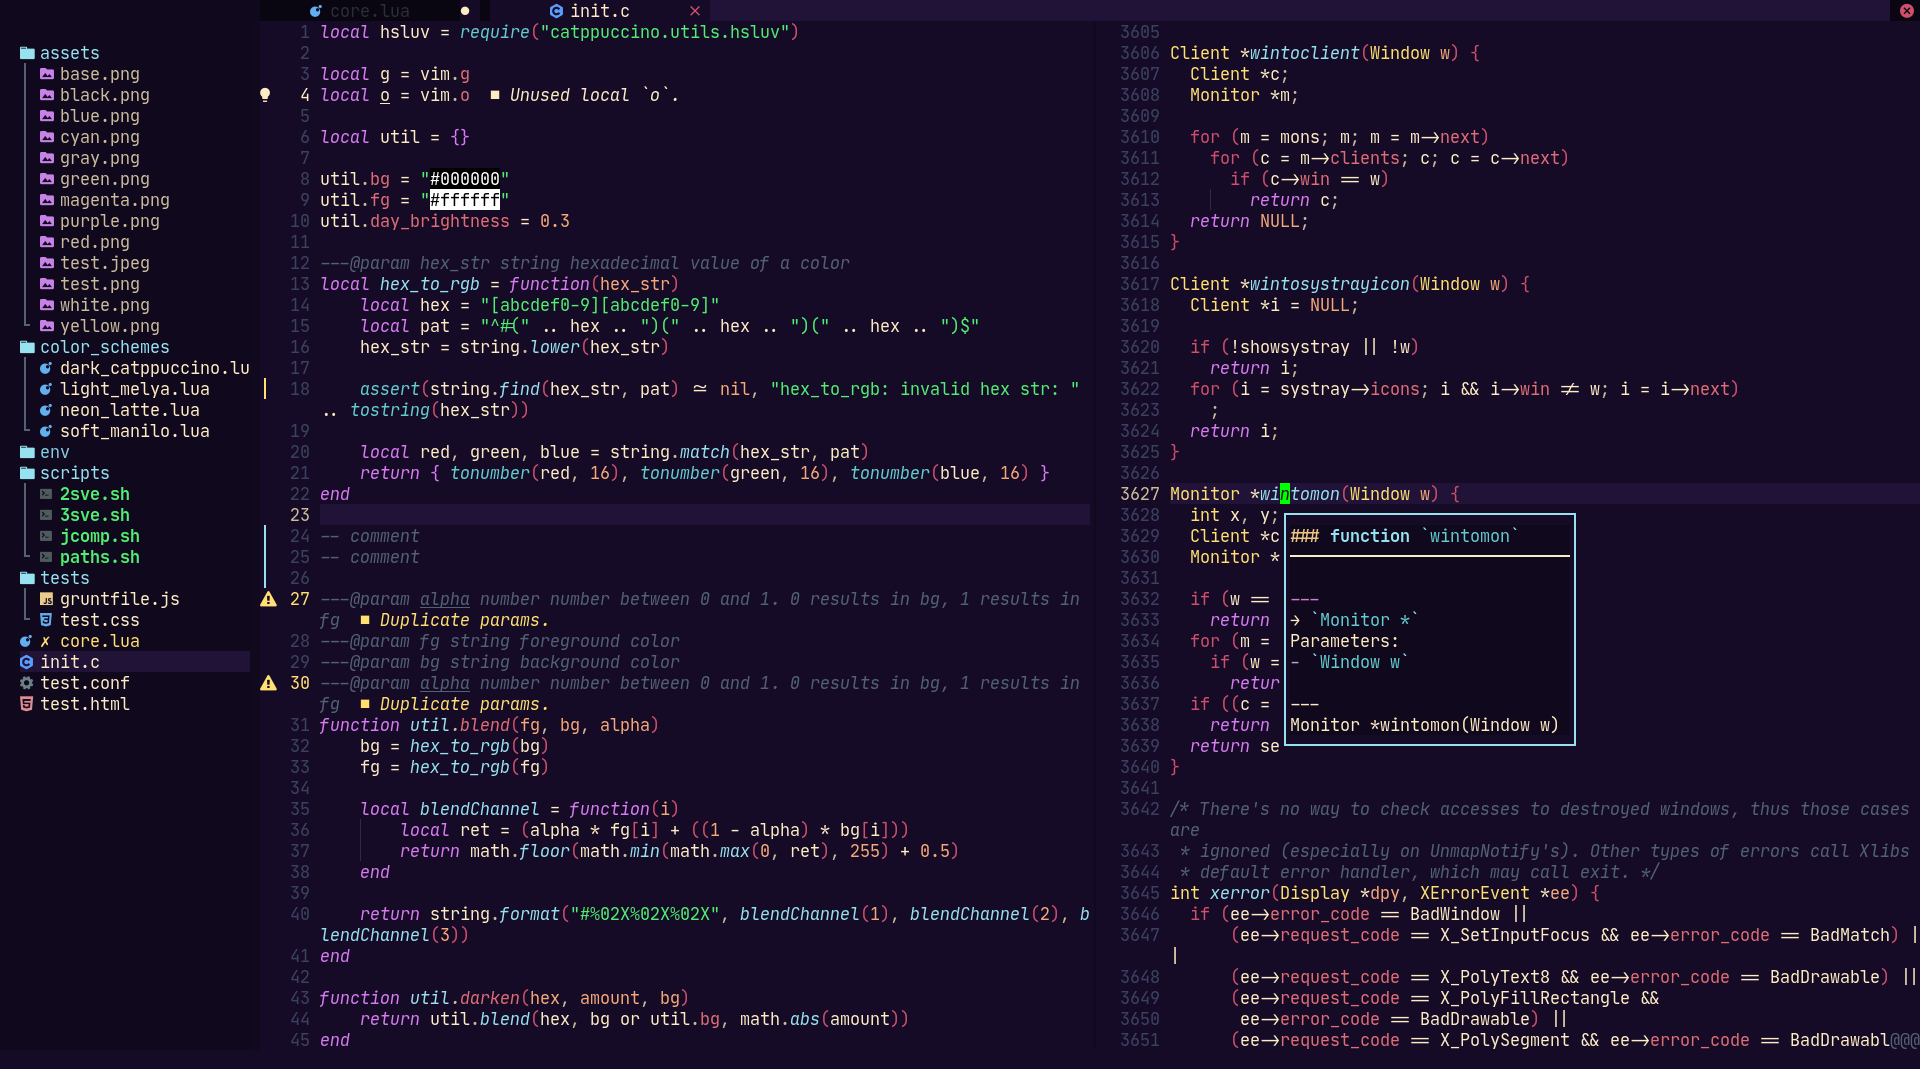 core.lua
init.c
assets
base.png
black.png
blue.png
cyan.png
gray.png
green.png
magenta.png
purple.png
red.png
test.jpeg
test.png
white.png
yellow.png
color_schemes
dark_catppuccino.lu
light_melya.lua
neon_latte.lua
soft_manilo.lua
env
scripts
2sve.sh
3sve.sh
jcomp.sh
paths.sh
tests
gruntfile.js
test.css
✗ core.lua
init.c
test.conf
test.html
1 local hsluv = require("catppuccino.utils.hsluv")
2
3 local g = vim.g
4 local o = vim.o ■ Unused local `o`.
5
6 local util = {}
7
8 util.bg = "#000000"
9 util.fg = "#ffffff"
10 util.day_brightness = 0.3
11
12 ---@param hex_str string hexadecimal value of a color
13 local hex_to_rgb = function(hex_str)
14 local hex = "[abcdef0-9][abcdef0-9]"
15 local pat = "^#(" .. hex .. ")(" .. hex .. ")(" .. hex .. ")$"
16 hex_str = string.lower(hex_str)
17
18 assert(string.find(hex_str, pat) ~= nil, "hex_to_rgb: invalid hex str: "
.. tostring(hex_str))
19
20 local red, green, blue = string.match(hex_str, pat)
21 return { tonumber(red, 16), tonumber(green, 16), tonumber(blue, 16) }
22 end
23
24 -- comment
25 -- comment
26
27 ---@param alpha number number between 0 and 1. 0 results in bg, 1 results in
fg ■ Duplicate params.
28 ---@param fg string foreground color
29 ---@param bg string background color
30 ---@param alpha number number between 0 and 1. 0 results in bg, 1 results in
fg ■ Duplicate params.
31 function util.blend(fg, bg, alpha)
32 bg = hex_to_rgb(bg)
33 fg = hex_to_rgb(fg)
34
35 local blendChannel = function(i)
36 local ret = (alpha * fg[i] + ((1 - alpha) * bg[i]))
37 return math.floor(math.min(math.max(0, ret), 255) + 0.5)
38 end
39
40 return string.format("#%02X%02X%02X", blendChannel(1), blendChannel(2), b
lendChannel(3))
41 end
42
43 function util.darken(hex, amount, bg)
44 return util.blend(hex, bg or util.bg, math.abs(amount))
45 end
3605
3606 Client *wintoclient(Window w) {
3607 Client *c;
3608 Monitor *m;
3609
3610 for (m = mons; m; m = m->next)
3611 for (c = m->clients; c; c = c->next)
3612 if (c->win == w)
3613 return c;
3614 return NULL;
3615 }
3616
3617 Client *wintosystrayicon(Window w) {
3618 Client *i = NULL;
3619
3620 if (!showsystray || !w)
3621 return i;
3622 for (i = systray->icons; i && i->win != w; i = i->next)
3623 ;
3624 return i;
3625 }
3626
3627 Monitor *wintomon(Window w) {
3628 int x, y;
3629 Client *c
3630 Monitor *
3631
3632 if (w ==
3633 return
3634 for (m =
3635 if (w =
3636 retur
3637 if ((c =
3638 return
3639 return se
3640 }
3641
### function `wintomon`
---
→ `Monitor *`
Parameters:
- `Window w`
---
Monitor *wintomon(Window w)
3642 /* There's no way to check accesses to destroyed windows, thus those cases
are
3643 * ignored (especially on UnmapNotify's). Other types of errors call Xlibs
3644 * default error handler, which may call exit. */
3645 int xerror(Display *dpy, XErrorEvent *ee) {
3646 if (ee->error_code == BadWindow ||
3647 (ee->request_code == X_SetInputFocus && ee->error_code == BadMatch) |
|
3648 (ee->request_code == X_PolyText8 && ee->error_code == BadDrawable) ||
3649 (ee->request_code == X_PolyFillRectangle &&
3650 ee->error_code == BadDrawable) ||
3651 (ee->request_code == X_PolySegment && ee->error_code == BadDrawabl@@@